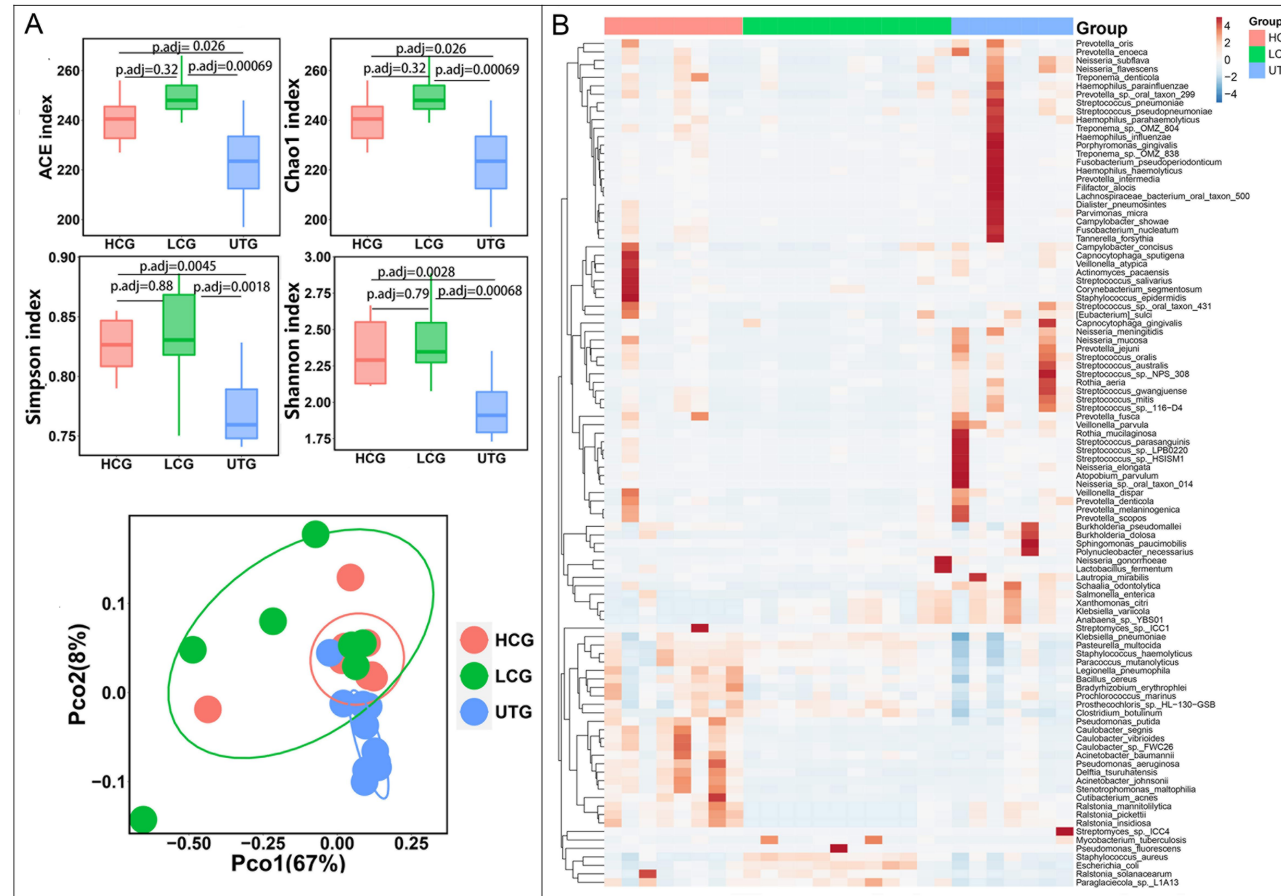 A
p.adj = 0.026
p.adj=0.32
p.adj=0.00069
260
240
220
200
ACE index
HCG
LCG
UTG
p.adj = 0.026
p.adj=0.32
p.adj=0.00069
260
240
220
200
Chao1 index
HCG
LCG
UTG
p.adj=0.0045
p.adj=0.88
p.adj=0.0018
0.90
0.85
0.80
0.75
Simpson index
HCG
LCG
UTG
p.adj=0.0028
p.adj=0.79
p.adj=0.00068
3.00
2.75
2.50
2.25
2.00
1.75
Shannon index
HCG
LCG
UTG
0.1
0.0
−0.1
Pco2(8%)
−0.50
−0.25
0.00
0.25
Pco1(67%)
HCG
LCG
UTG
B
Group
4
2
0
−2
−4
Group
HC
LC
UT
Prevotella_oris
Prevotella_enoeca
Neisseria_subflava
Neisseria_flavescens
Treponema_denticola
Haemophilus_parainfluenzae
Prevotella_sp._oral_taxon_299
Streptococcus_pneumoniae
Streptococcus_pseudopneumoniae
Haemophilus_parahaemolyticus
Treponema_sp._OMZ_804
Haemophilus_influenzae
Porphyromonas_gingivalis
Treponema_sp._OMZ_838
Fusobacterium_pseudoperiodonticum
Haemophilus_haemolyticus
Prevotella_intermedia
Filifactor_alocis
Lachnospiraceae_bacterium_oral_taxon_500
Dialister_pneumosintes
Parvimonas_micra
Campylobacter_showae
Fusobacterium_nucleatum
Tannerella_forsythia
Campylobacter_concisus
Capnocytophaga_sputigena
Veillonella_atypica
Actinomyces_pacaensis
Streptococcus_salivarius
Corynebacterium_segmentosum
Staphylococcus_epidermidis
Streptococcus_sp._oral_taxon_431
[Eubacterium]_sulci
Capnocytophaga_gingivalis
Neisseria_meningitidis
Neisseria_mucosa
Prevotella_jejuni
Streptococcus_oralis
Streptococcus_australis
Streptococcus_sp._NPS_308
Rothia_aeria
Streptococcus_gwangjuense
Streptococcus_mitis
Streptococcus_sp._116−D4
Prevotella_fusca
Veillonella_parvula
Rothia_mucilaginosa
Streptococcus_parasanguinis
Streptococcus_sp._LPB0220
Streptococcus_sp._HSISM1
Neisseria_elongata
Atopobium_parvulum
Neisseria_sp._oral_taxon_014
Veillonella_dispar
Prevotella_denticola
Prevotella_melaninogenica
Prevotella_scopos
Burkholderia_pseudomallei
Burkholderia_dolosa
Sphingomonas_paucimobilis
Polynucleobacter_necessarius
Neisseria_gonorrhoeae
Lactobacillus_fermentum
Lautropia_mirabilis
Schaalia_odontolytica
Salmonella_enterica
Xanthomonas_citri
Klebsiella_variicola
Anabaena_sp._YBS01
Streptomyces_sp._ICC1
Klebsiella_pneumoniae
Pasteurella_multocida
Staphylococcus_haemolyticus
Paracoccus_mutanolyticus
Legionella_pneumophila
Bacillus_cereus
Bradyrhizobium_erythrophlei
Prochlorococcus_marinus
Prosthecochloris_sp._HL−130−GSB
Clostridium_botulinum
Pseudomonas_putida
Caulobacter_segnis
Caulobacter_vibrioides
Caulobacter_sp._FWC26
Acinetobacter_baumannii
Pseudomonas_aeruginosa
Delftia_tsuruhatensis
Acinetobacter_johnsonii
Stenotrophomonas_maltophilia
Cutibacterium_acnes
Ralstonia_mannitolilytica
Ralstonia_pickettii
Ralstonia_insidiosa
Streptomyces_sp._ICC4
Mycobacterium_tuberculosis
Pseudomonas_fluorescens
Staphylococcus_aureus
Escherichia_coli
Ralstonia_solanacearum
Paraglaciecola_sp._L1A13